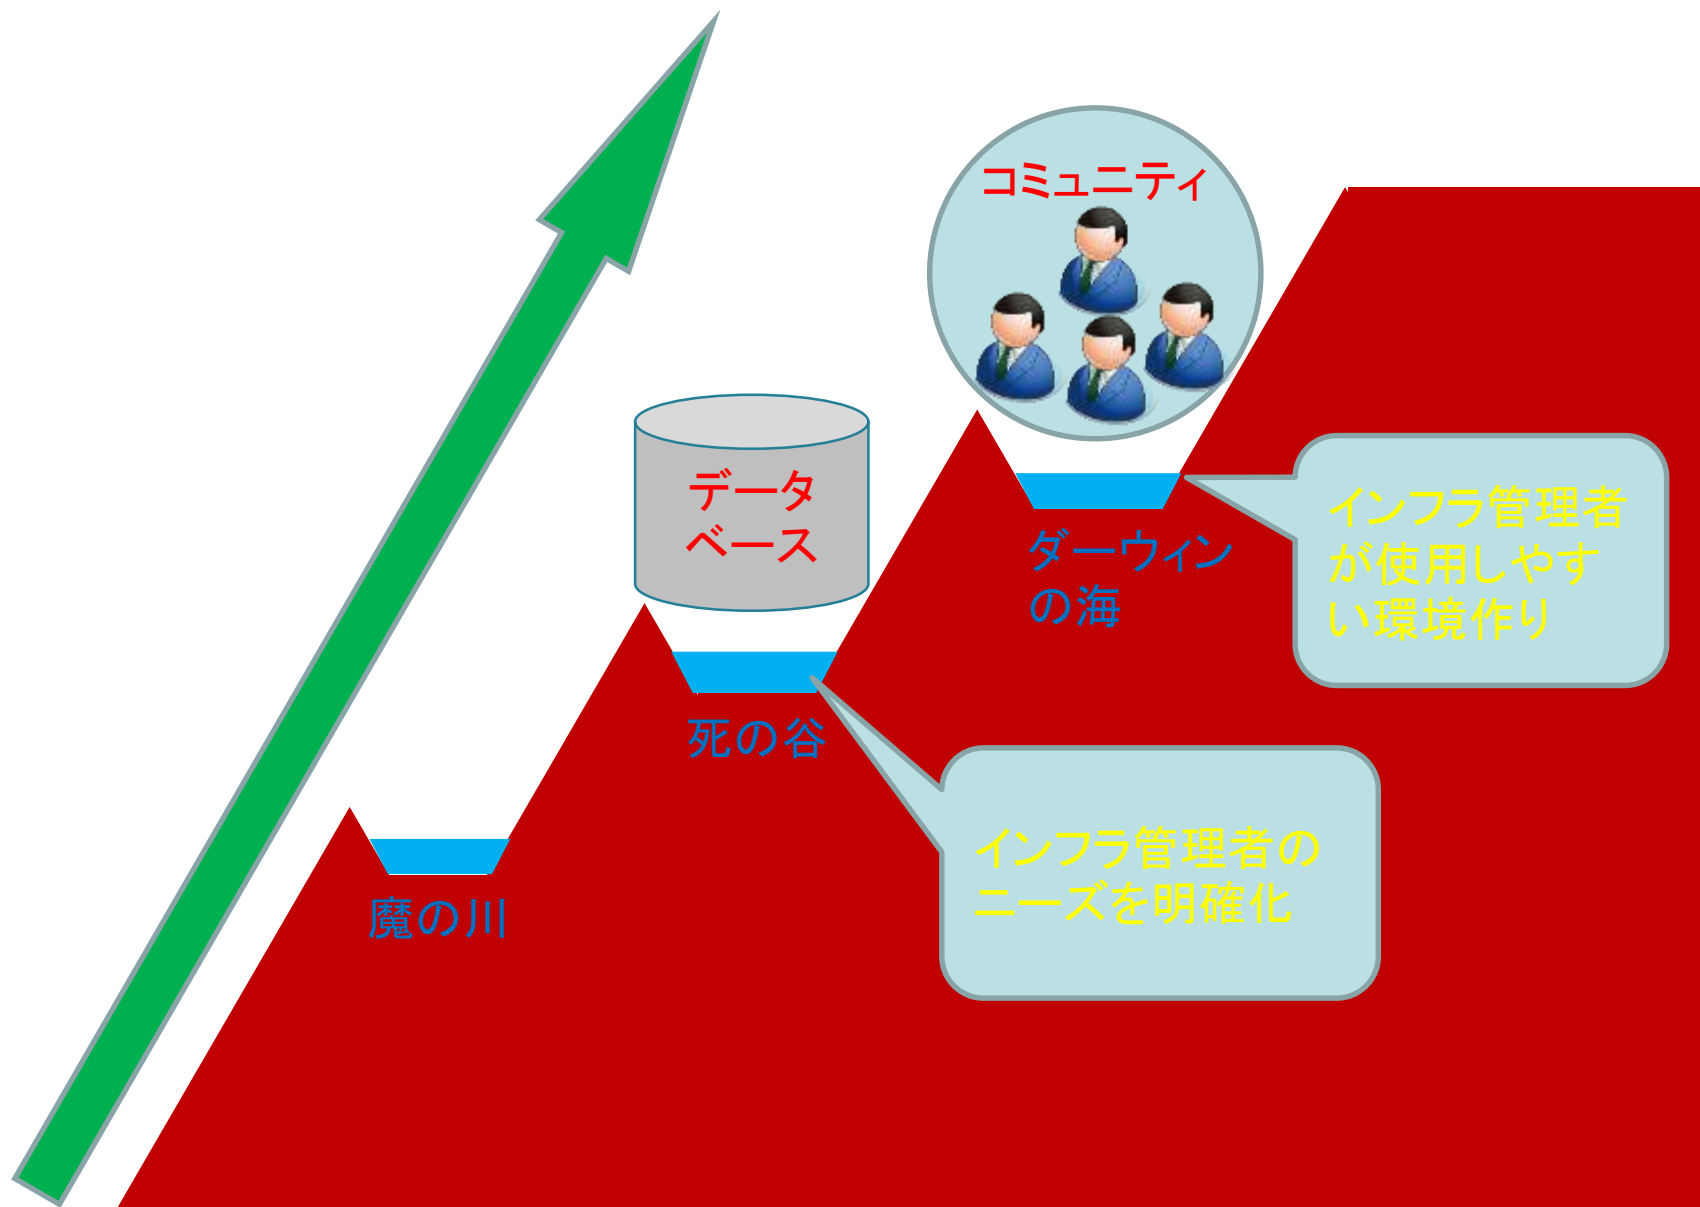 コミュニティ
データ
ベース
インフラ管理者
が使用しやす
い環境作り
ダーウィン
の海
死の谷
インフラ管理者の
ニーズを明確化
魔の川